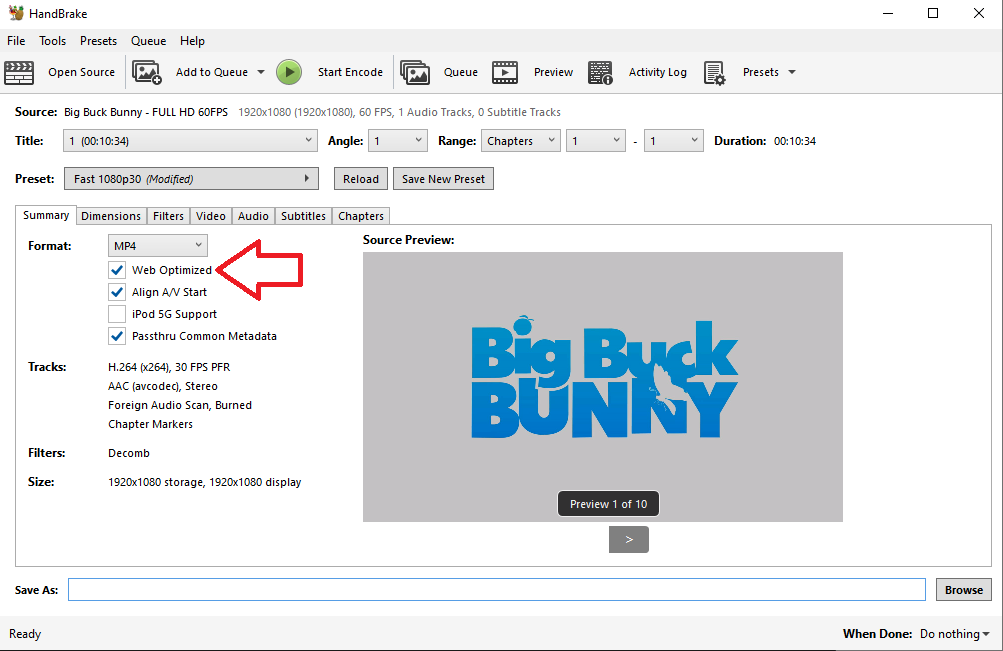 HandBrake
File Tools Presets Queue Help
Open Source Add to Queue Start Encode Queue Preview Activity Log Presets
Source: Big Buck Bunny - FULL HD 60FPS 1920x1080 (1920x1080), 60 FPS, 1 Audio Tracks, 0 Subtitle Tracks
Title: 1 (00:10:34) Angle: 1 Range: Chapters 1 - 1 Duration: 00:10:34
Preset: Fast 1080p30 (Modified) Reload Save New Preset
Summary Dimensions Filters Video Audio Subtitles Chapters
Format: MP4 Source Preview:
Web Optimized
Align A/V Start
iPod 5G Support
Passthru Common Metadata
Big Buck
BUNNY
Tracks: H.264 (x264), 30 FPS PFR
AAC (avcodec), Stereo
Foreign Audio Scan, Burned
Chapter Markers
Filters: Decomb
Size: 1920x1080 storage, 1920x1080 display
Preview 1 of 10
>
Save As: Browse
Ready When Done: Do nothing